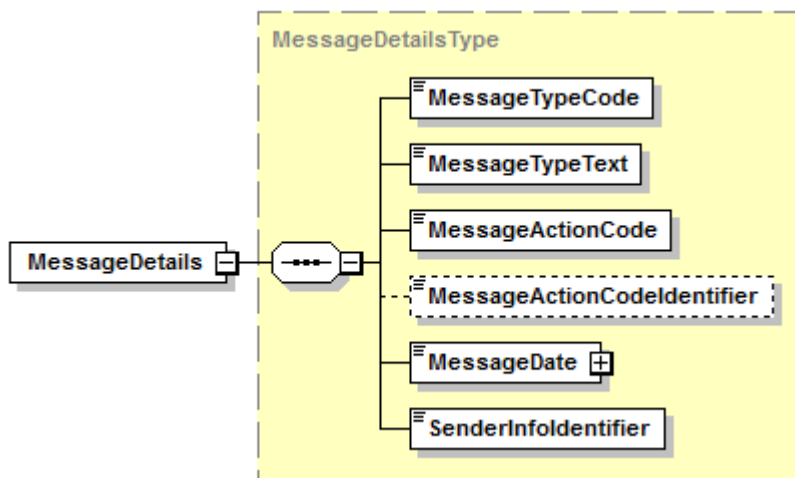 MessageDetailsType
MessageTypeCode
MessageTypeText
MessageActionCode
MessageDetails
MessageActionCodeIdentifier
MessageDate
SenderInfoIdentifier